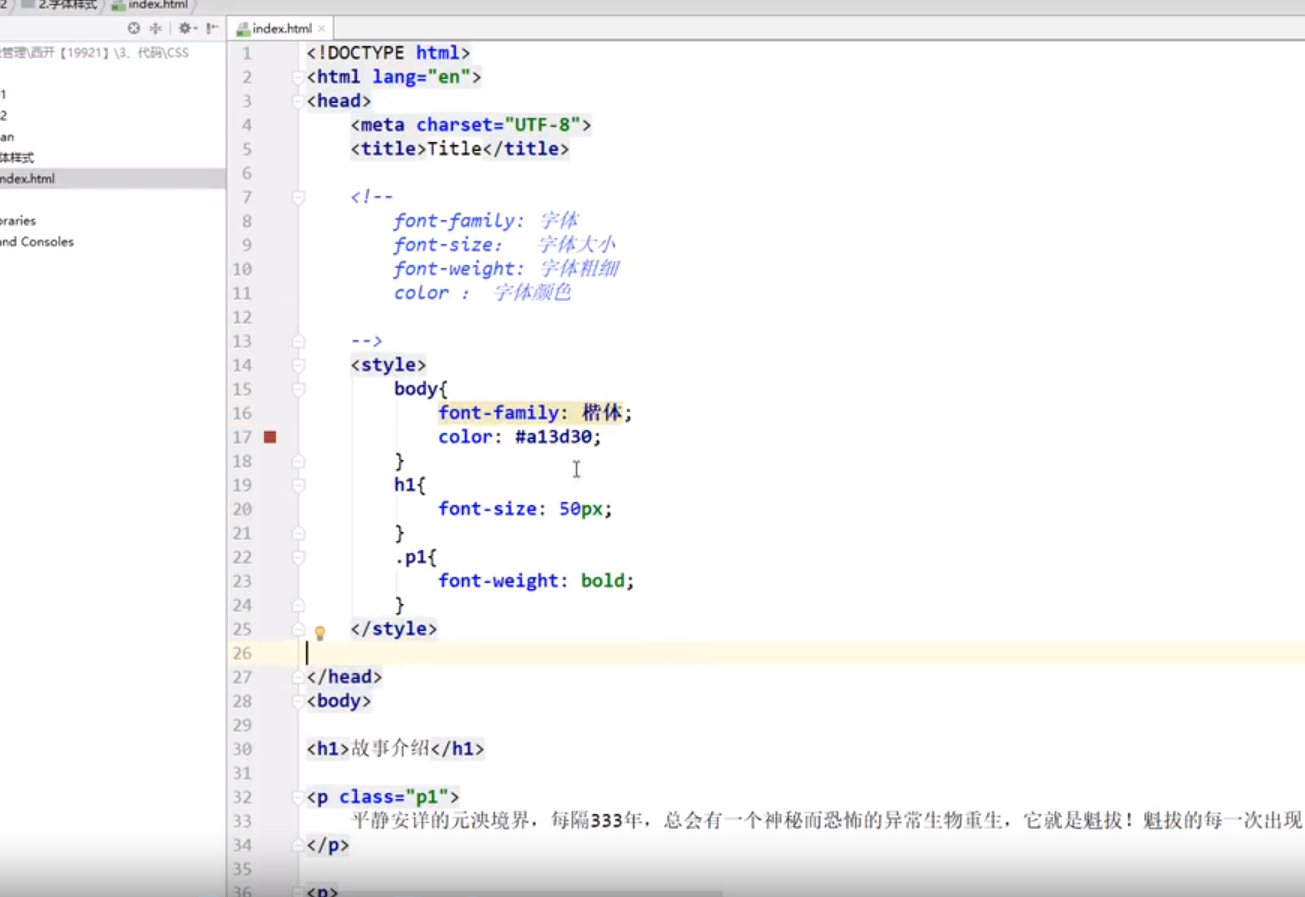 2 2.字体样式 index.html
管理\西开【19921】\3、代码\CSS
1
2
an
体样式
ndex.html
raries
and Consoles
index.html
1 <!DOCTYPE html>
2 <html lang="en">
3 <head>
4 <meta charset="UTF-8">
5 <title>Title</title>
6
7 <!--
8 font-family: 字体
9 font-size: 字体大小
10 font-weight: 字体粗细
11 color : 字体颜色
12
13 -->
14 <style>
15 body{
16 font-family: 楷体;
17 color: #a13d30;
18 }
19 h1{
20 font-size: 50px;
21 }
22 .p1{
23 font-weight: bold;
24 }
25 </style>
26
27 </head>
28 <body>
29
30 <h1>故事介绍</h1>
31
32 <p class="p1">
33 平静安详的元泱境界，每隔333年，总会有一个神秘而恐怖的异常生物重生，它就是魁拔！魁拔的每一次出现
34 </p>
35
36 <p>